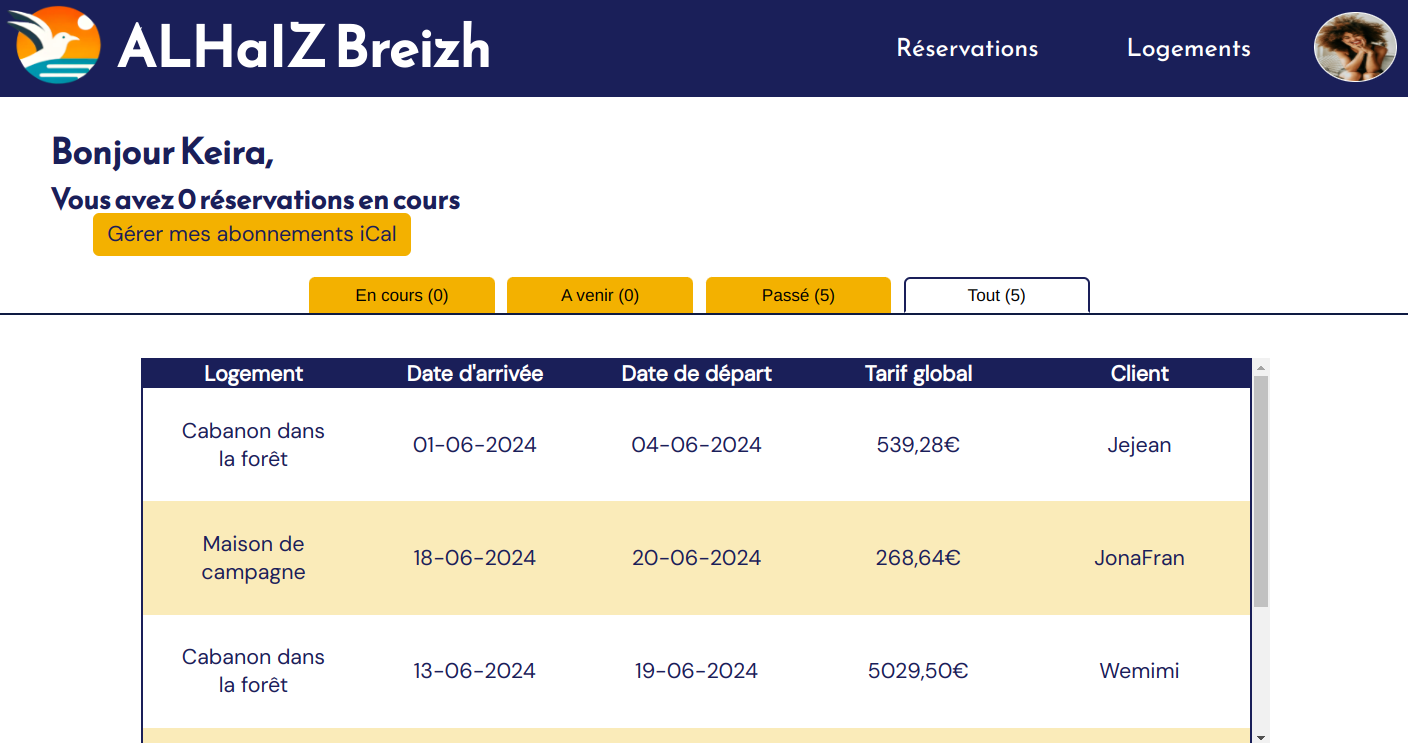 ALHaIZ Breizh
Réservations
Logements
Bonjour Keira,
Vous avez 0 réservations en cours
Gérer mes abonnements iCal
En cours (0)
A venir (0)
Passé (5)
Tout (5)
Logement Date d'arrivée Date de départ Tarif global Client
Cabanon dans
la forêt
01-06-2024 04-06-2024 539,28€ Jejean
Maison de
campagne
18-06-2024 20-06-2024 268,64€ JonaFran
Cabanon dans
la forêt
13-06-2024 19-06-2024 5029,50€ Wemimi